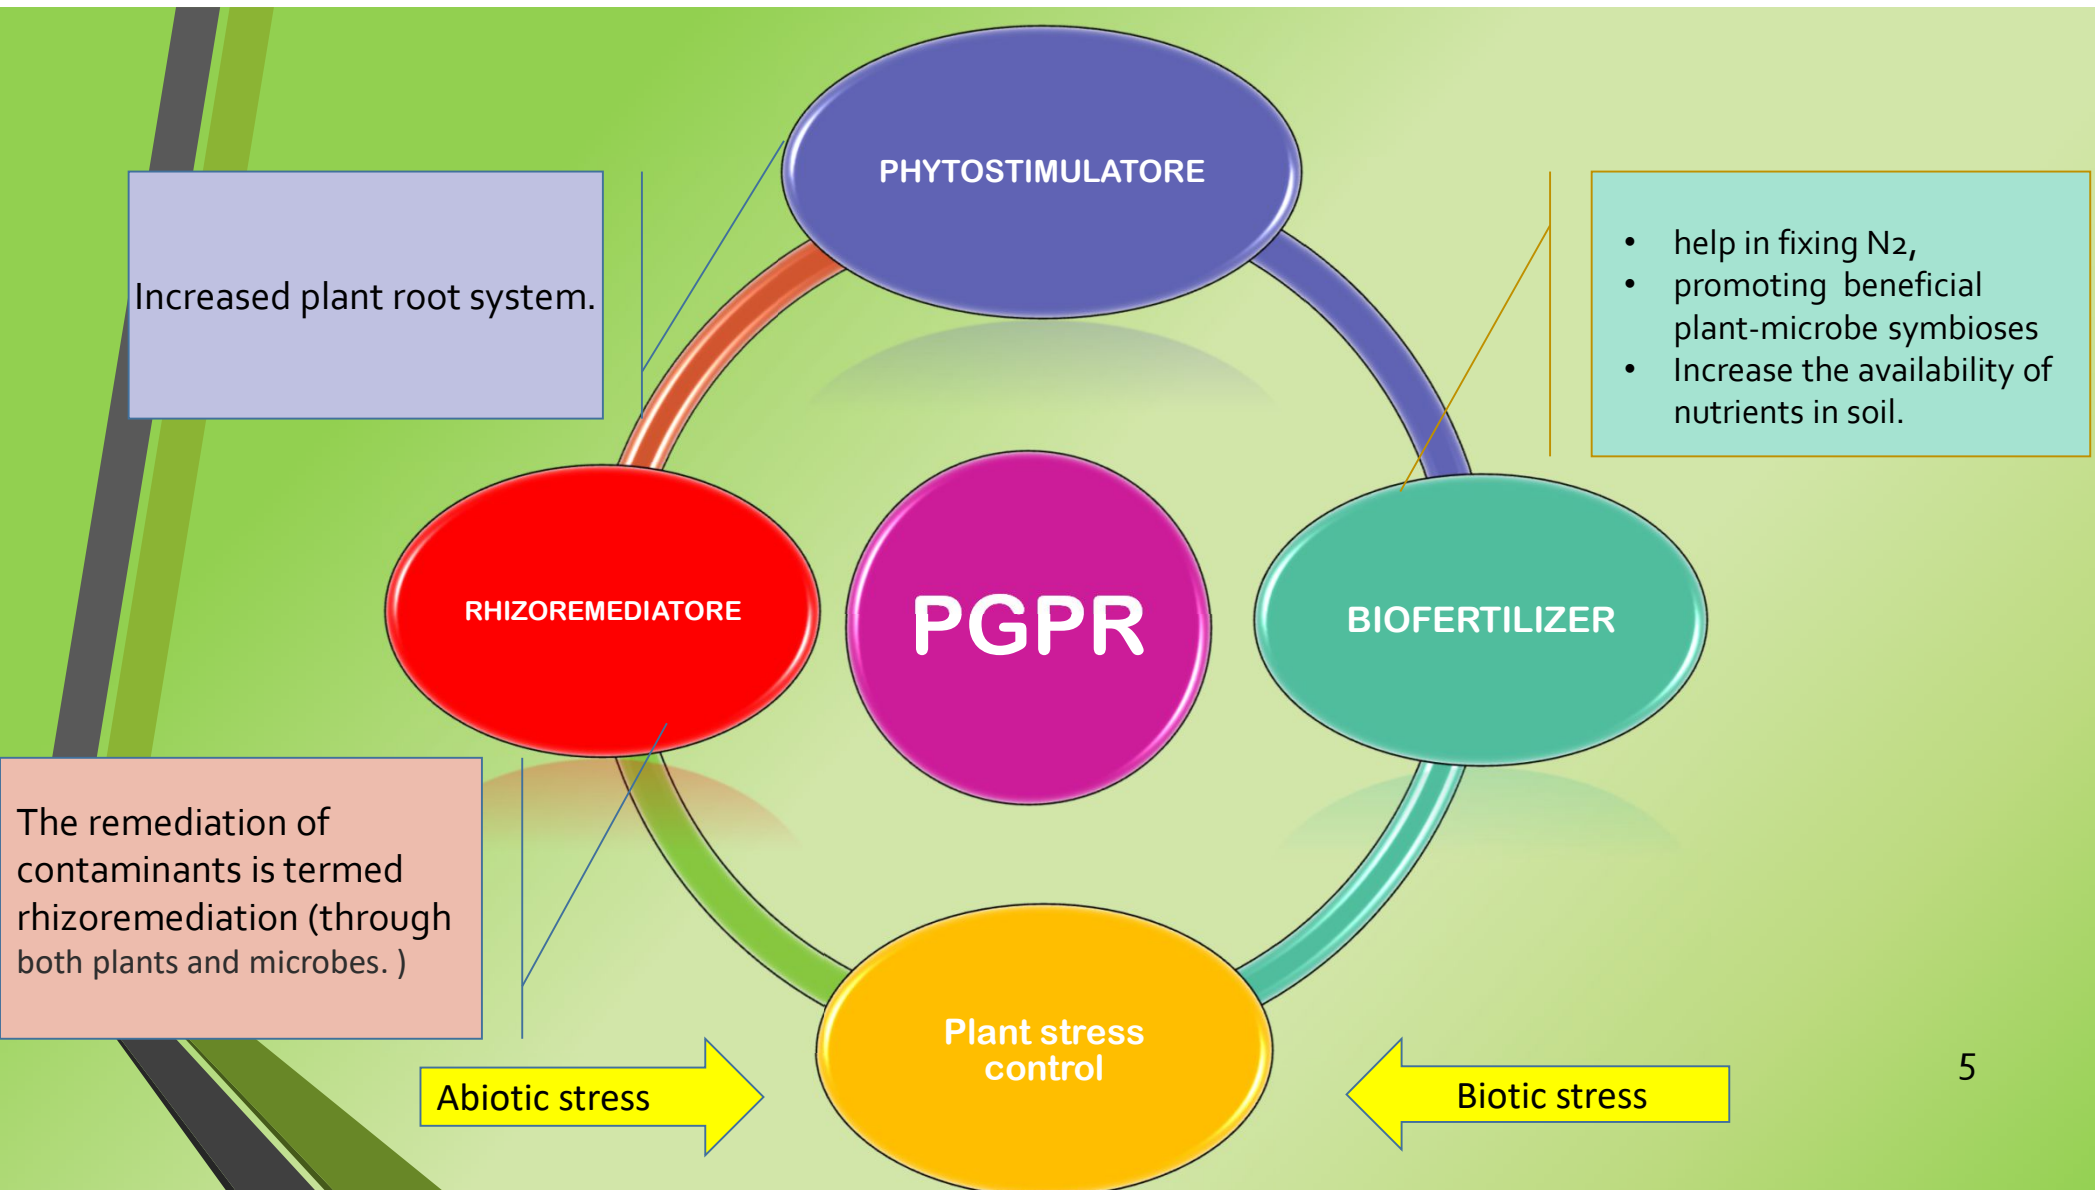 PHYTOSTIMULATORE
Increased plant root system.
• help in fixing N2,
• promoting beneficial
plant-microbe symbioses
• Increase the availability of
nutrients in soil.
RHIZOREMEDIATORE
PGPR
BIOFERTILIZER
The remediation of
contaminants is termed
rhizoremediation (through
both plants and microbes. )
Plant stress
control
Abiotic stress
Biotic stress
5